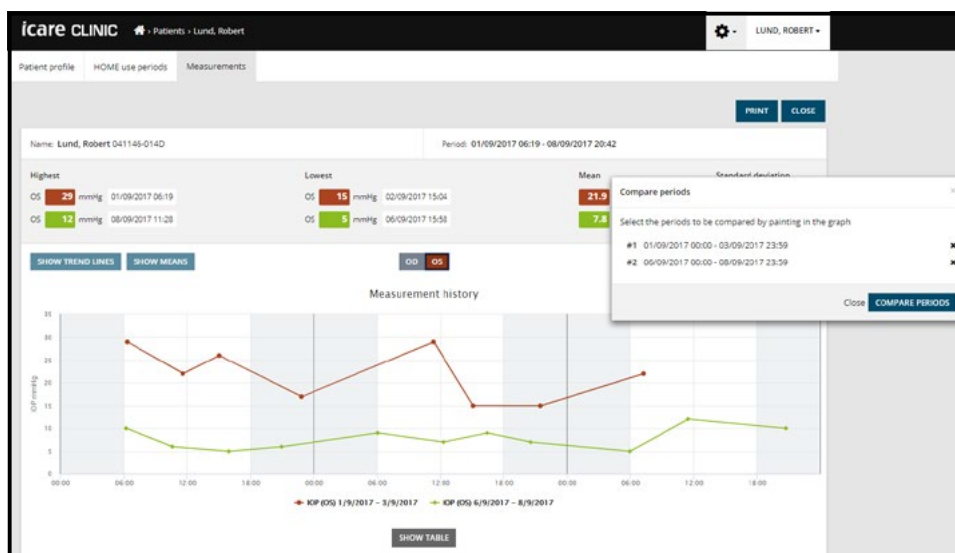 icare CLINIC › Patients › Lund, Robert LUND, ROBERT
Patient profile HOME use periods Measurements
PRINT CLOSE
Name: Lund, Robert 041146-014D Period: 01/09/2017 06:19 - 08/09/2017 20:42
Highest Lowest Mean Standard deviation
OS 29 mmHg 01/09/2017 06:19 OS 15 mmHg 02/09/2017 15:04 21.9
OS 12 mmHg 08/09/2017 11:28 OS 5 mmHg 06/09/2017 15:58 7.8
Compare periods ×
Select the periods to be compared by painting in the graph
#1 01/09/2017 00:00 - 03/09/2017 23:59 ×
#2 06/09/2017 00:00 - 08/09/2017 23:59 ×
Close COMPARE PERIODS
SHOW TREND LINES SHOW MEANS OD OS
Measurement history
IOP mmHg
35
30
25
20
15
10
5
0
00:00 06:00 12:00 18:00 00:00 06:00 12:00 18:00 00:00 06:00 12:00 18:00
IOP (OS) 1/9/2017 – 3/9/2017 IOP (OS) 6/9/2017 – 8/9/2017
SHOW TABLE